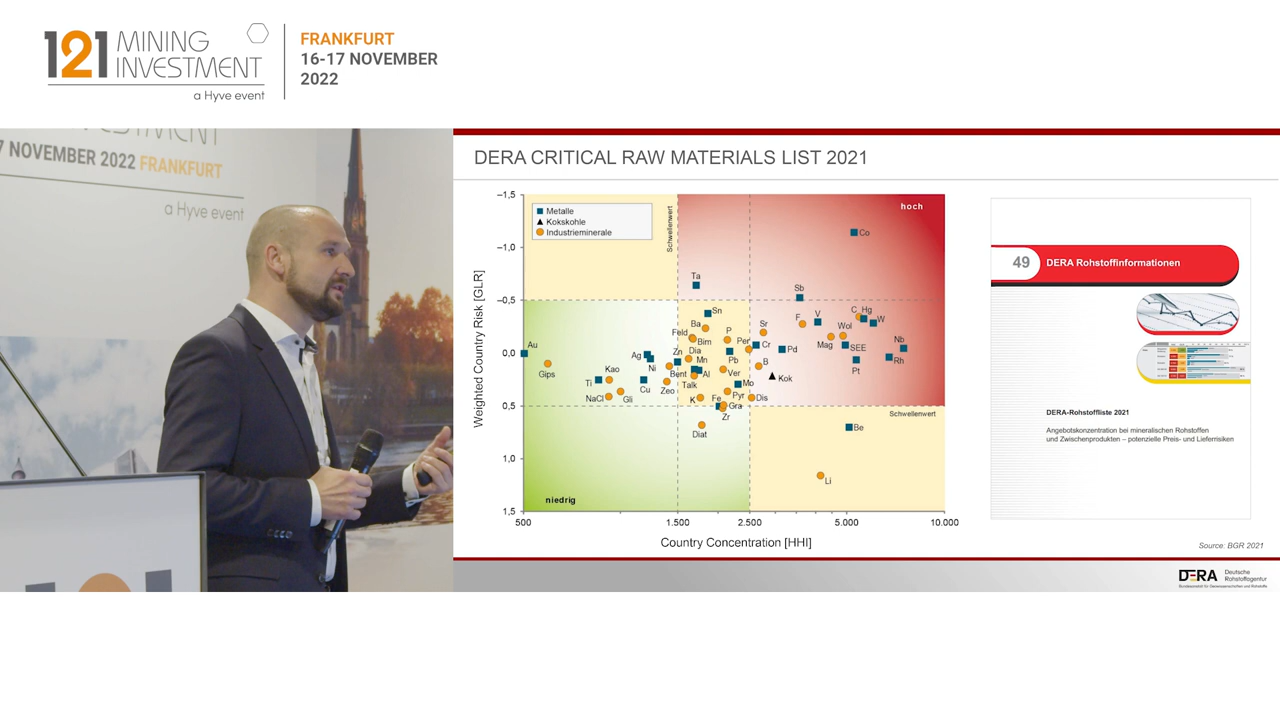 121 MINING
INVESTMENT
a Hyve event
FRANKFURT
16-17 NOVEMBER
2022
7 NOVEMBER 2022 FRANKFURT
a Hyve event
DERA CRITICAL RAW MATERIALS LIST 2021
Weighted Country Risk [GLR]
-1,5
-1,0
-0,5
0,0
0,5
1,0
1,5
Metalle
Kokskohle
Industrieminerale
Schwellenwert
hoch
Co
Ta
Sb
Sn
Ba
Feld
Bim
P
Per
Sr
F
V
C
Hg
W
Wol
Mag
Au
Gips
Ag
Ni
Zn
Dia
Mn
Pb
Cr
Pd
SEE
Nb
Rh
Pt
Kao
Ti
NaCl
Gli
Cu
Zeo
Bent
Al
Talk
Ver
B
Kok
Mo
K
Fe
Pyr
Gra
Dis
Zr
Diat
Schwellenwert
Be
Li
niedrig
500
1.500
2.500
5.000
10.000
Country Concentration [HHI]
49
DERA Rohstoffinformationen
DERA-Rohstoffliste 2021
Angebotskonzentration bei mineralischen Rohstoffen
und Zwischenprodukten – potenzielle Preis- und Lieferrisiken
Source: BGR 2021
DERA
Deutsche
Rohstoffagentur